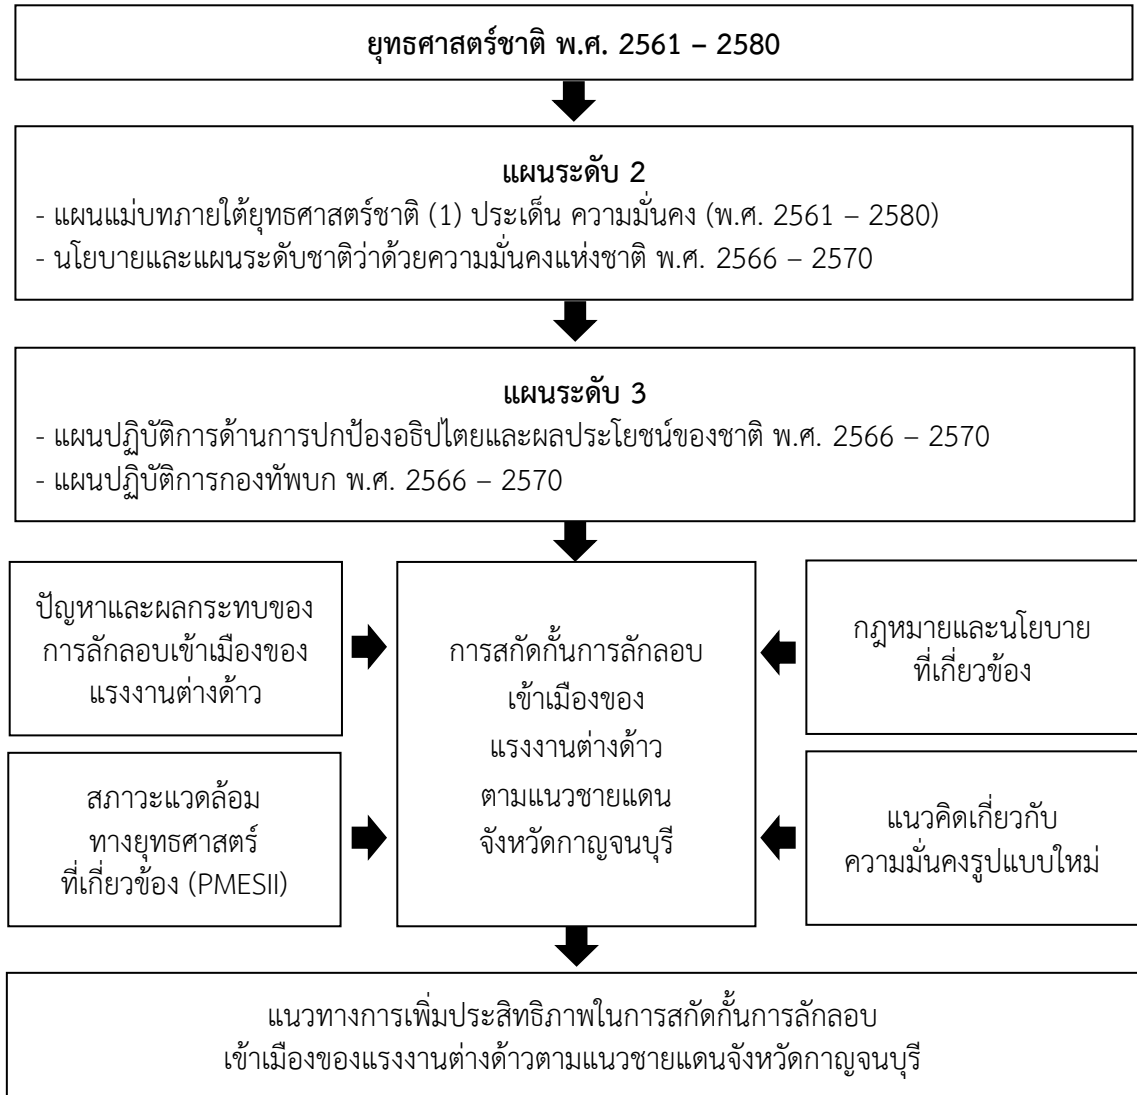 ยุทธศาสตร์ชาติ พ.ศ. 2561 – 2580
แผนระดับ 2
- แผนแม่บทภายใต้ยุทธศาสตร์ชาติ (1) ประเด็น ความมั่นคง (พ.ศ. 2561 – 2580)
- นโยบายและแผนระดับชาติว่าด้วยความมั่นคงแห่งชาติ พ.ศ. 2566 – 2570
แผนระดับ 3
- แผนปฏิบัติการด้านการปกป้องอธิปไตยและผลประโยชน์ของชาติ พ.ศ. 2566 – 2570
- แผนปฏิบัติการกองทัพบก พ.ศ. 2566 – 2570
ปัญหาและผลกระทบของ
การลักลอบเข้าเมืองของ
แรงงานต่างด้าว
สภาวะแวดล้อม
ทางยุทธศาสตร์
ที่เกี่ยวข้อง (PMESII)
การสกัดกั้นการลักลอบ
เข้าเมืองของ
แรงงานต่างด้าว
ตามแนวชายแดน
จังหวัดกาญจนบุรี
กฎหมายและนโยบาย
ที่เกี่ยวข้อง
แนวคิดเกี่ยวกับ
ความมั่นคงรูปแบบใหม่
แนวทางการเพิ่มประสิทธิภาพในการสกัดกั้นการลักลอบ
เข้าเมืองของแรงงานต่างด้าวตามแนวชายแดนจังหวัดกาญจนบุรี